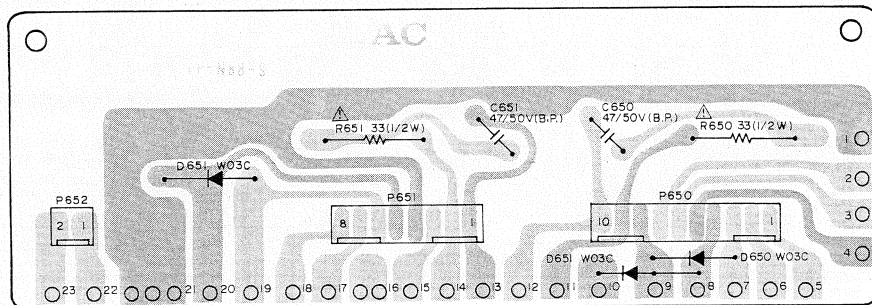 AC
C651
47/50V(B.P.)
C650
47/50V(B.P.)
R651 33(1/2W)
R650 33(1/2W)
1
D651 W03C
2
P652
P651
P650
2 1
8 1
10 1
3
D651 W03C
D650 W03C
4
23 22 21 20 19 18 17 16 15 14 13 12 11 10 9 8 7 6 5